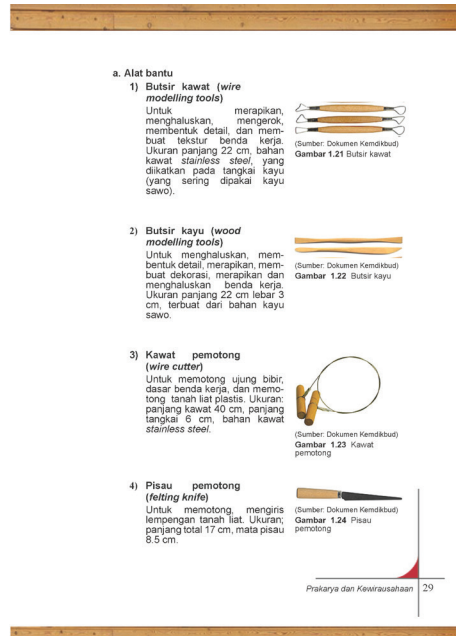 a. Alat bantu
1) Butsir kawat (wire
modelling tools)
Untuk merapikan,
menghaluskan, mengerok,
membentuk detail, dan mem-
buat tekstur benda kerja.
Ukuran panjang 22 cm, bahan
kawat stainless steel, yang
diikatkan pada tangkai kayu
(yang sering dipakai kayu
sawo).
(Sumber: Dokumen Kemdikbud)
Gambar 1.21 Butsir kawat
2) Butsir kayu (wood
modelling tools)
Untuk menghaluskan, mem-
bentuk detail, merapikan, mem-
buat dekorasi, merapikan dan
menghaluskan benda kerja.
Ukuran panjang 22 cm lebar 3
cm, terbuat dari bahan kayu
sawo.
(Sumber: Dokumen Kemdikbud)
Gambar 1.22 Butsir kayu
3) Kawat pemotong
(wire cutter)
Untuk memotong ujung bibir,
dasar benda kerja, dan memo-
tong tanah liat plastis. Ukuran:
panjang kawat 40 cm, panjang
tangkai 6 cm, bahan kawat
stainless steel.
(Sumber: Dokumen Kemdikbud)
Gambar 1.23 Kawat
pemotong
4) Pisau pemotong
(felting knife)
Untuk memotong, mengiris
lempengan tanah liat. Ukuran;
panjang total 17 cm, mata pisau
8.5 cm.
(Sumber: Dokumen Kemdikbud)
Gambar 1.24 Pisau
pemotong
Prakarya dan Kewirausahaan 29